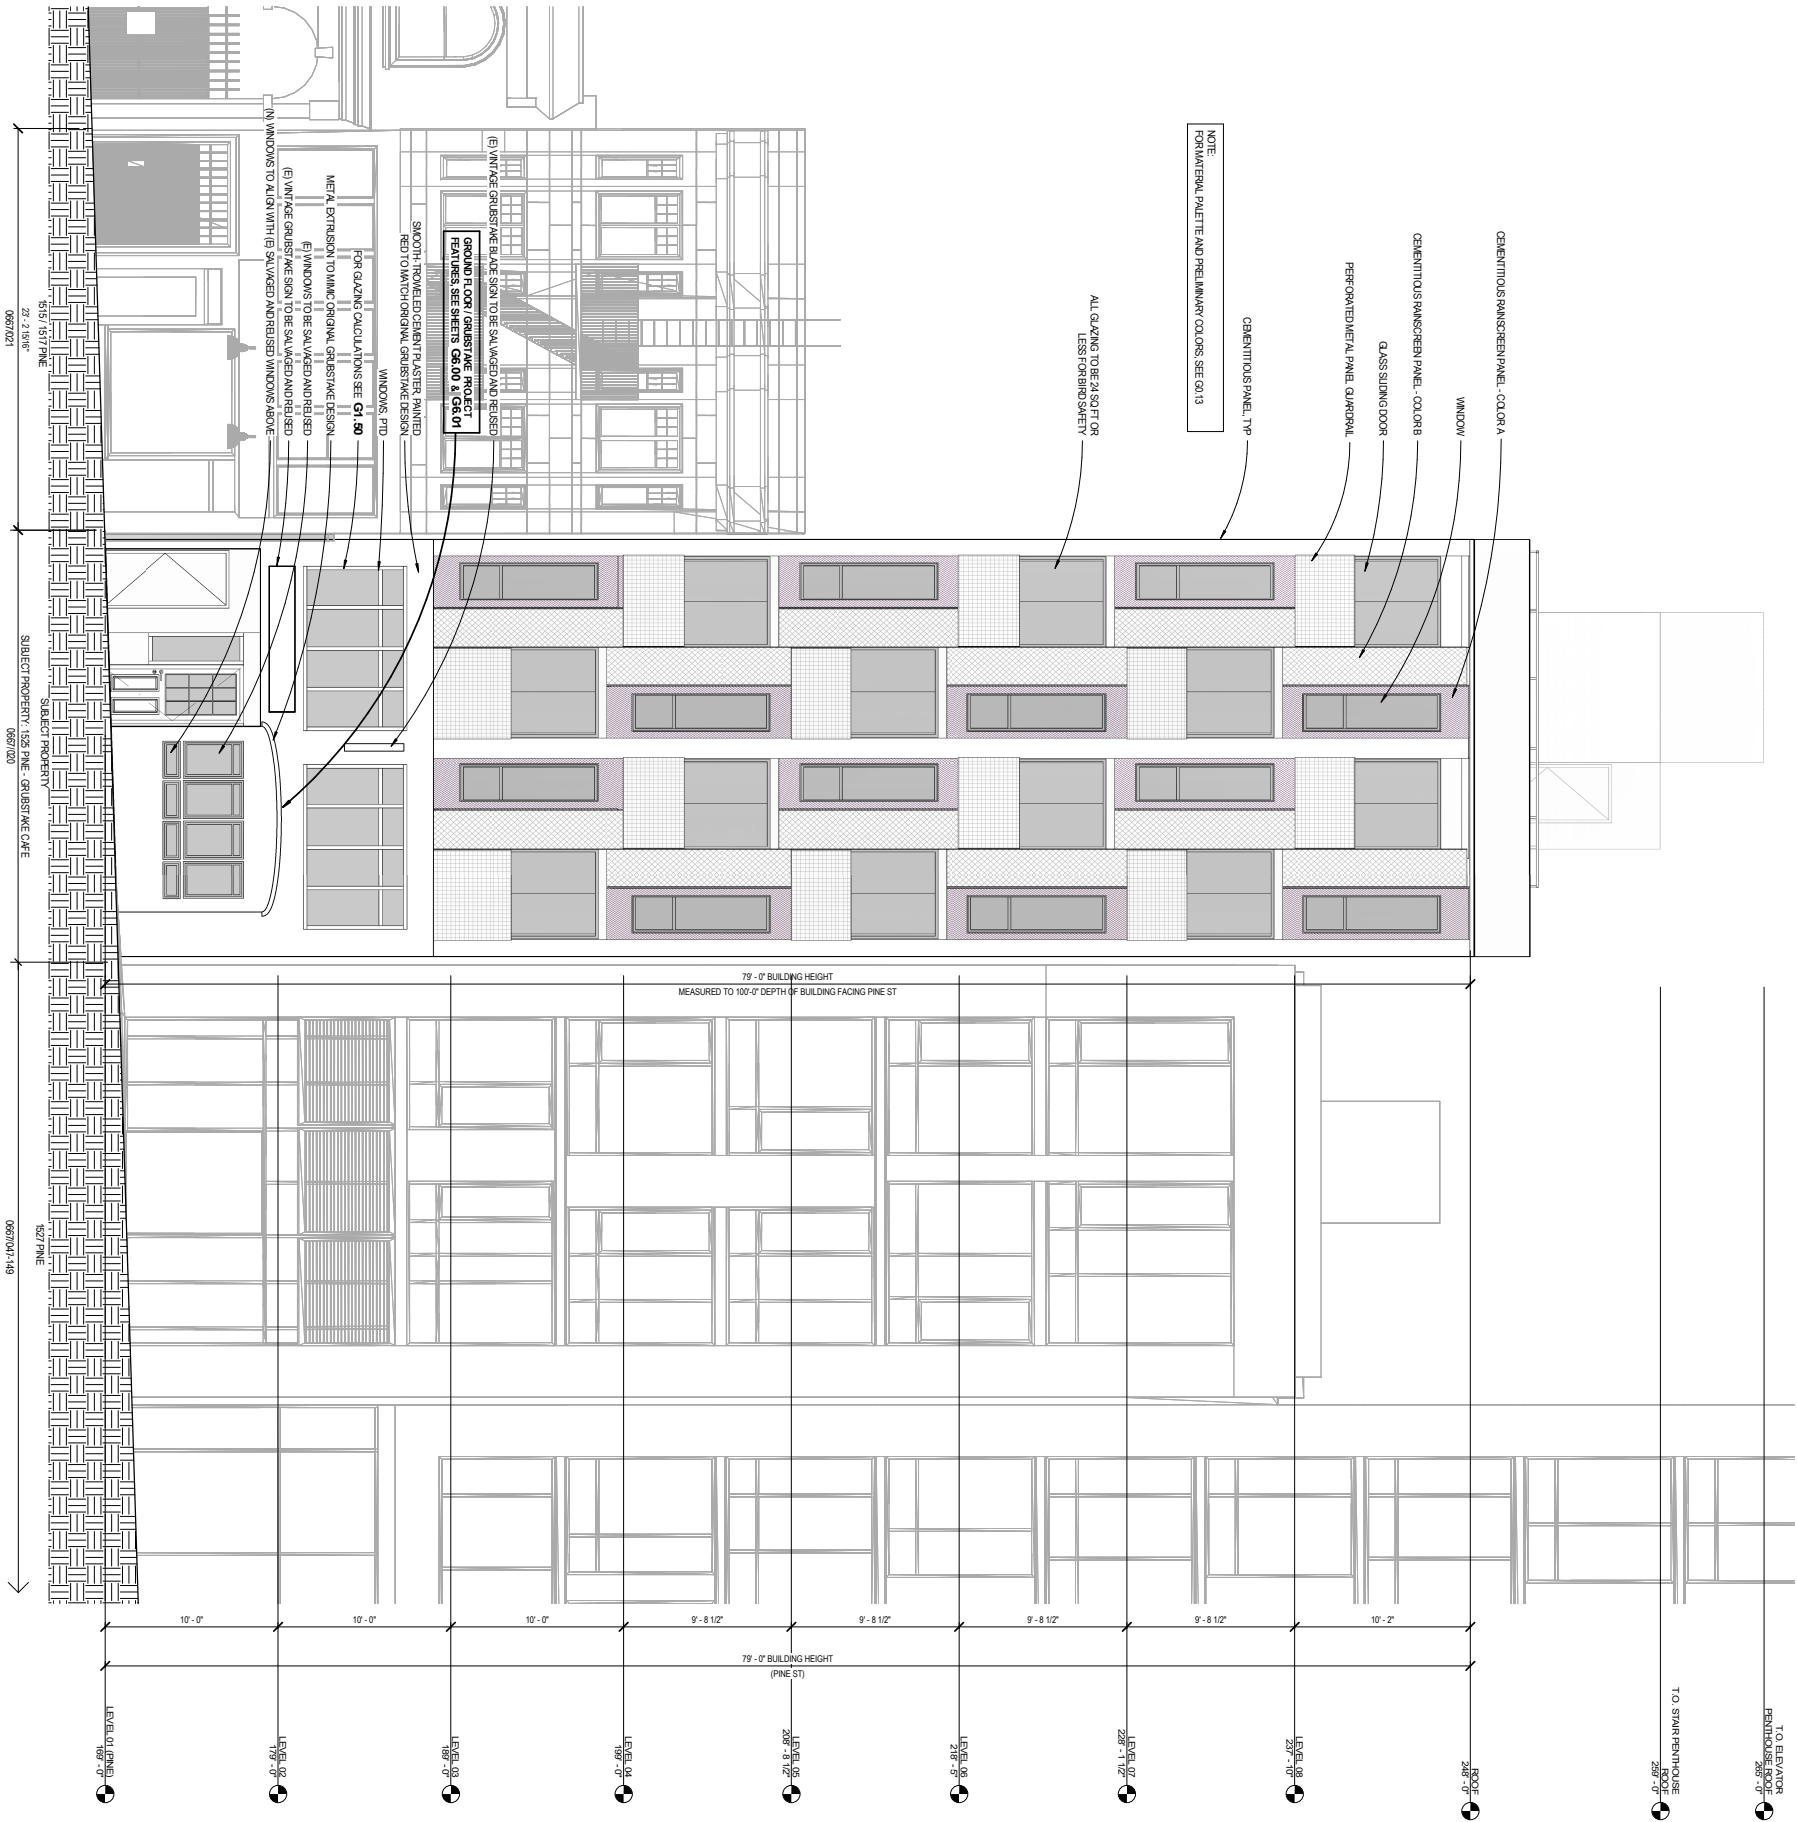 CEMENTITIOUS RAINSCREEN PANEL - COLOR A
WINDOW
CEMENTITIOUS RAINSCREEN PANEL - COLOR B
GLASS SLIDING DOOR
PERFORATED METAL PANEL GUARDRAIL
CEMENTITIOUS PANEL, TYP
NOTE:
FOR MATERIAL PALETTE AND PRELIMINARY COLORS, SEE G0.13
ALL GLAZING TO BE 24 SQ FT OR
LESS FOR BIRD SAFETY
(E) VINTAGE GRUBSTAKE BLADE SIGN TO BE SALVAGED AND REUSED
GROUND FLOOR / GRUBSTAKE PROJECT
FEATURES, SEE SHEETS G6.00 & G6.01
SMOOTH-TROWELED CEMENT PLASTER, PAINTED
RED TO MATCH ORIGINAL GRUBSTAKE DESIGN
WINDOWS, PTD
FOR GLAZING CALCULATIONS SEE G1.50
METAL EXTRUSION TO MIMIC ORIGINAL GRUBSTAKE DESIGN
(E) WINDOWS TO BE SALVAGED AND REUSED
(E) VINTAGE GRUBSTAKE SIGN TO BE SALVAGED AND REUSED
(N) WINDOWS TO ALIGN WITH (E) SALVAGED AND REUSED WINDOWS ABOVE
1515 / 1517 PINE
23' - 2 15/16"
0667/021
SUBJECT PROPERTY
SUBJECT PROPERTY: 1525 PINE - GRUBSTAKE CAFE
0667/020
1527 PINE
0667/047-149
79' - 0" BUILDING HEIGHT
MEASURED TO 100'-0" DEPTH OF BUILDING FACING PINE ST
10' - 0"
10' - 0"
10' - 0"
9' - 8 1/2"
9' - 8 1/2"
9' - 8 1/2"
9' - 8 1/2"
10' - 2"
79' - 0" BUILDING HEIGHT
(PINE ST)
T.O. ELEVATOR
PENTHOUSE ROOF
265' - 0"
T.O. STAIR PENTHOUSE
ROOF
259' - 0"
ROOF
248' - 0"
LEVEL 08
237' - 10"
LEVEL 07
228' - 1 1/2"
LEVEL 06
218' - 5"
LEVEL 05
208' - 8 1/2"
LEVEL 04
199' - 0"
LEVEL 03
189' - 0"
LEVEL 02
179' - 0"
LEVEL 01 (PINE)
169' - 0"